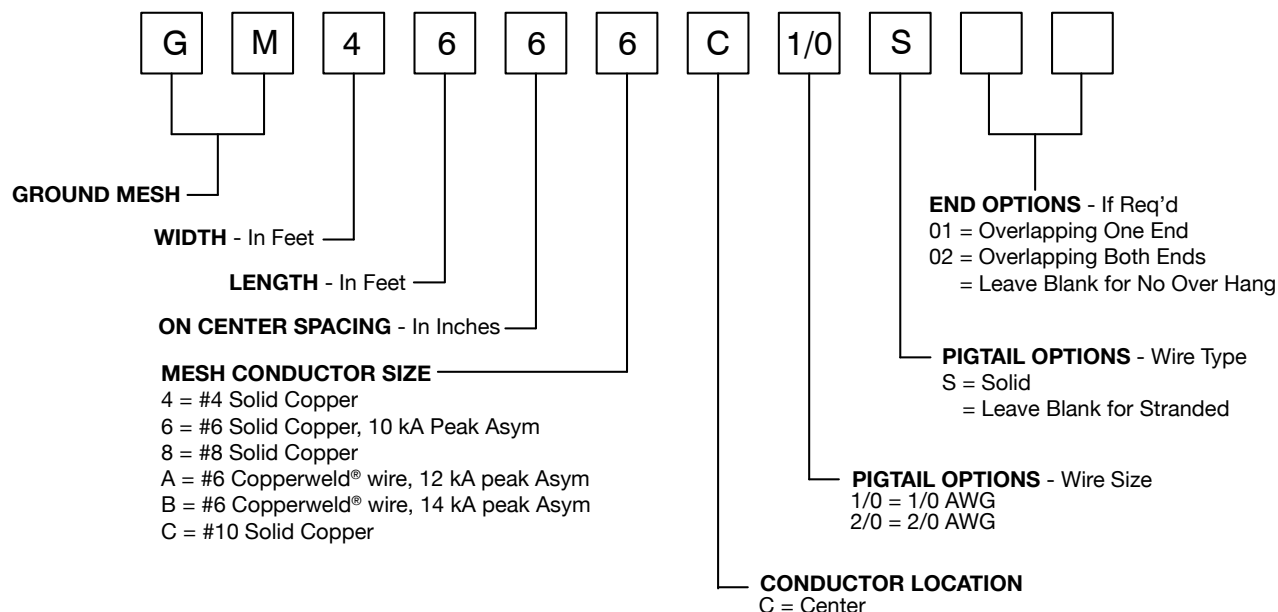 G M 4 6 6 6 C 1/0 S
GROUND MESH
WIDTH - In Feet
LENGTH - In Feet
ON CENTER SPACING - In Inches
MESH CONDUCTOR SIZE
4 = #4 Solid Copper
6 = #6 Solid Copper, 10 kA Peak Asym
8 = #8 Solid Copper
A = #6 Copperweld® wire, 12 kA peak Asym
B = #6 Copperweld® wire, 14 kA peak Asym
C = #10 Solid Copper
END OPTIONS - If Req’d
01 = Overlapping One End
02 = Overlapping Both Ends
= Leave Blank for No Over Hang
PIGTAIL OPTIONS - Wire Type
S = Solid
= Leave Blank for Stranded
PIGTAIL OPTIONS - Wire Size
1/0 = 1/0 AWG
2/0 = 2/0 AWG
CONDUCTOR LOCATION
C = Center